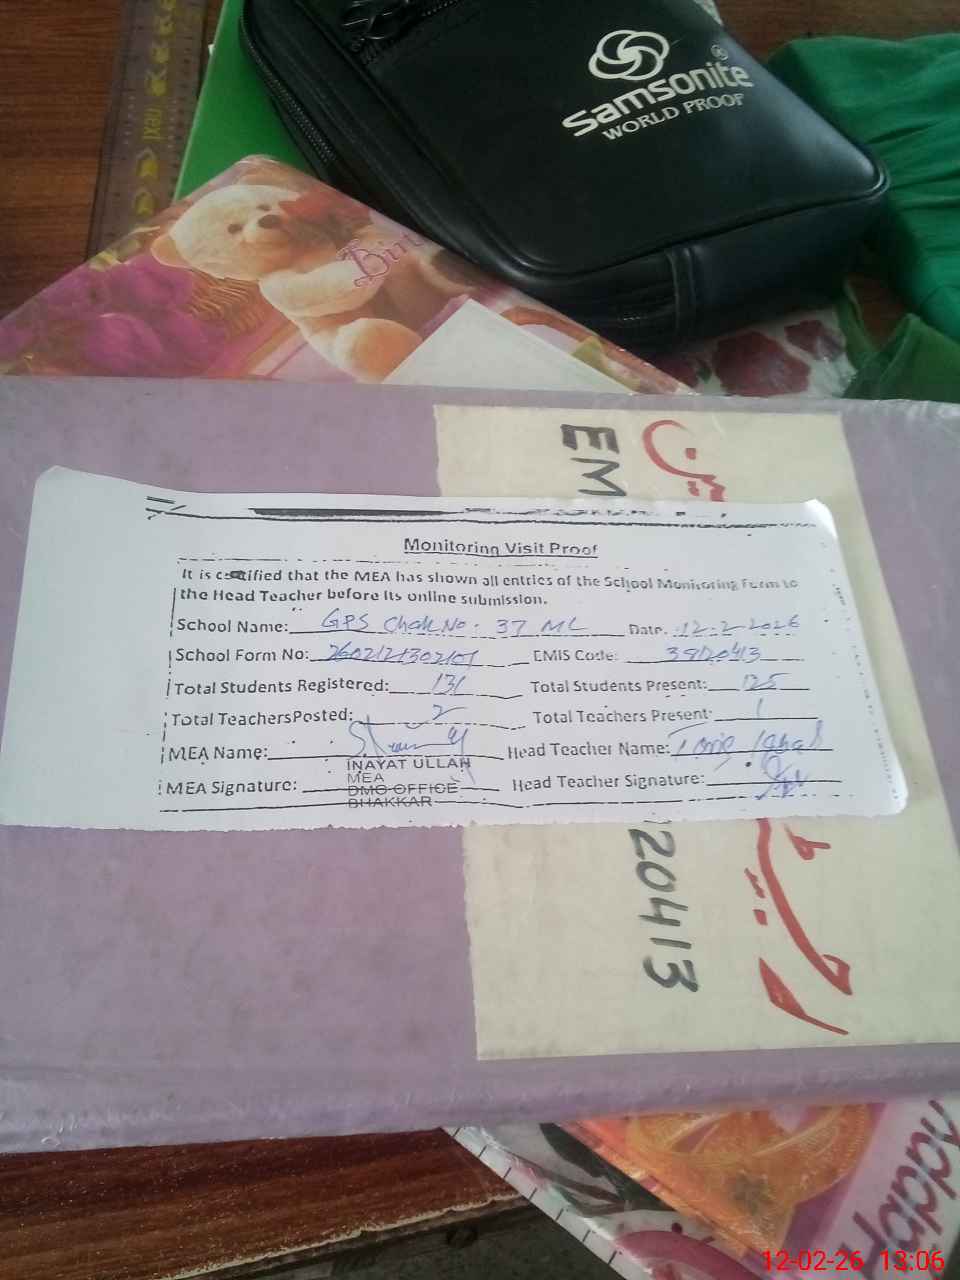 Samsonite®
WORLD PROOF
EM
Monitoring Visit Proof
It is certified that the MEA has shown all entries of the School Monitoring Form to
the Head Teacher before its online submission.
School Name: GPS Chak No. 37 ML Date. 12-2-2026
School Form No: EMIS Code:
Total Students Registered: 131 Total Students Present: 125
Total TeachersPosted: 2 Total Teachers Present: 1
MEA Name: Head Teacher Name: Iqbal
INAYAT ULLAH
MEA
MEA Signature: Head Teacher Signature:
DMO OFFICE
BHAKKAR
20413
12-02-26 13:06